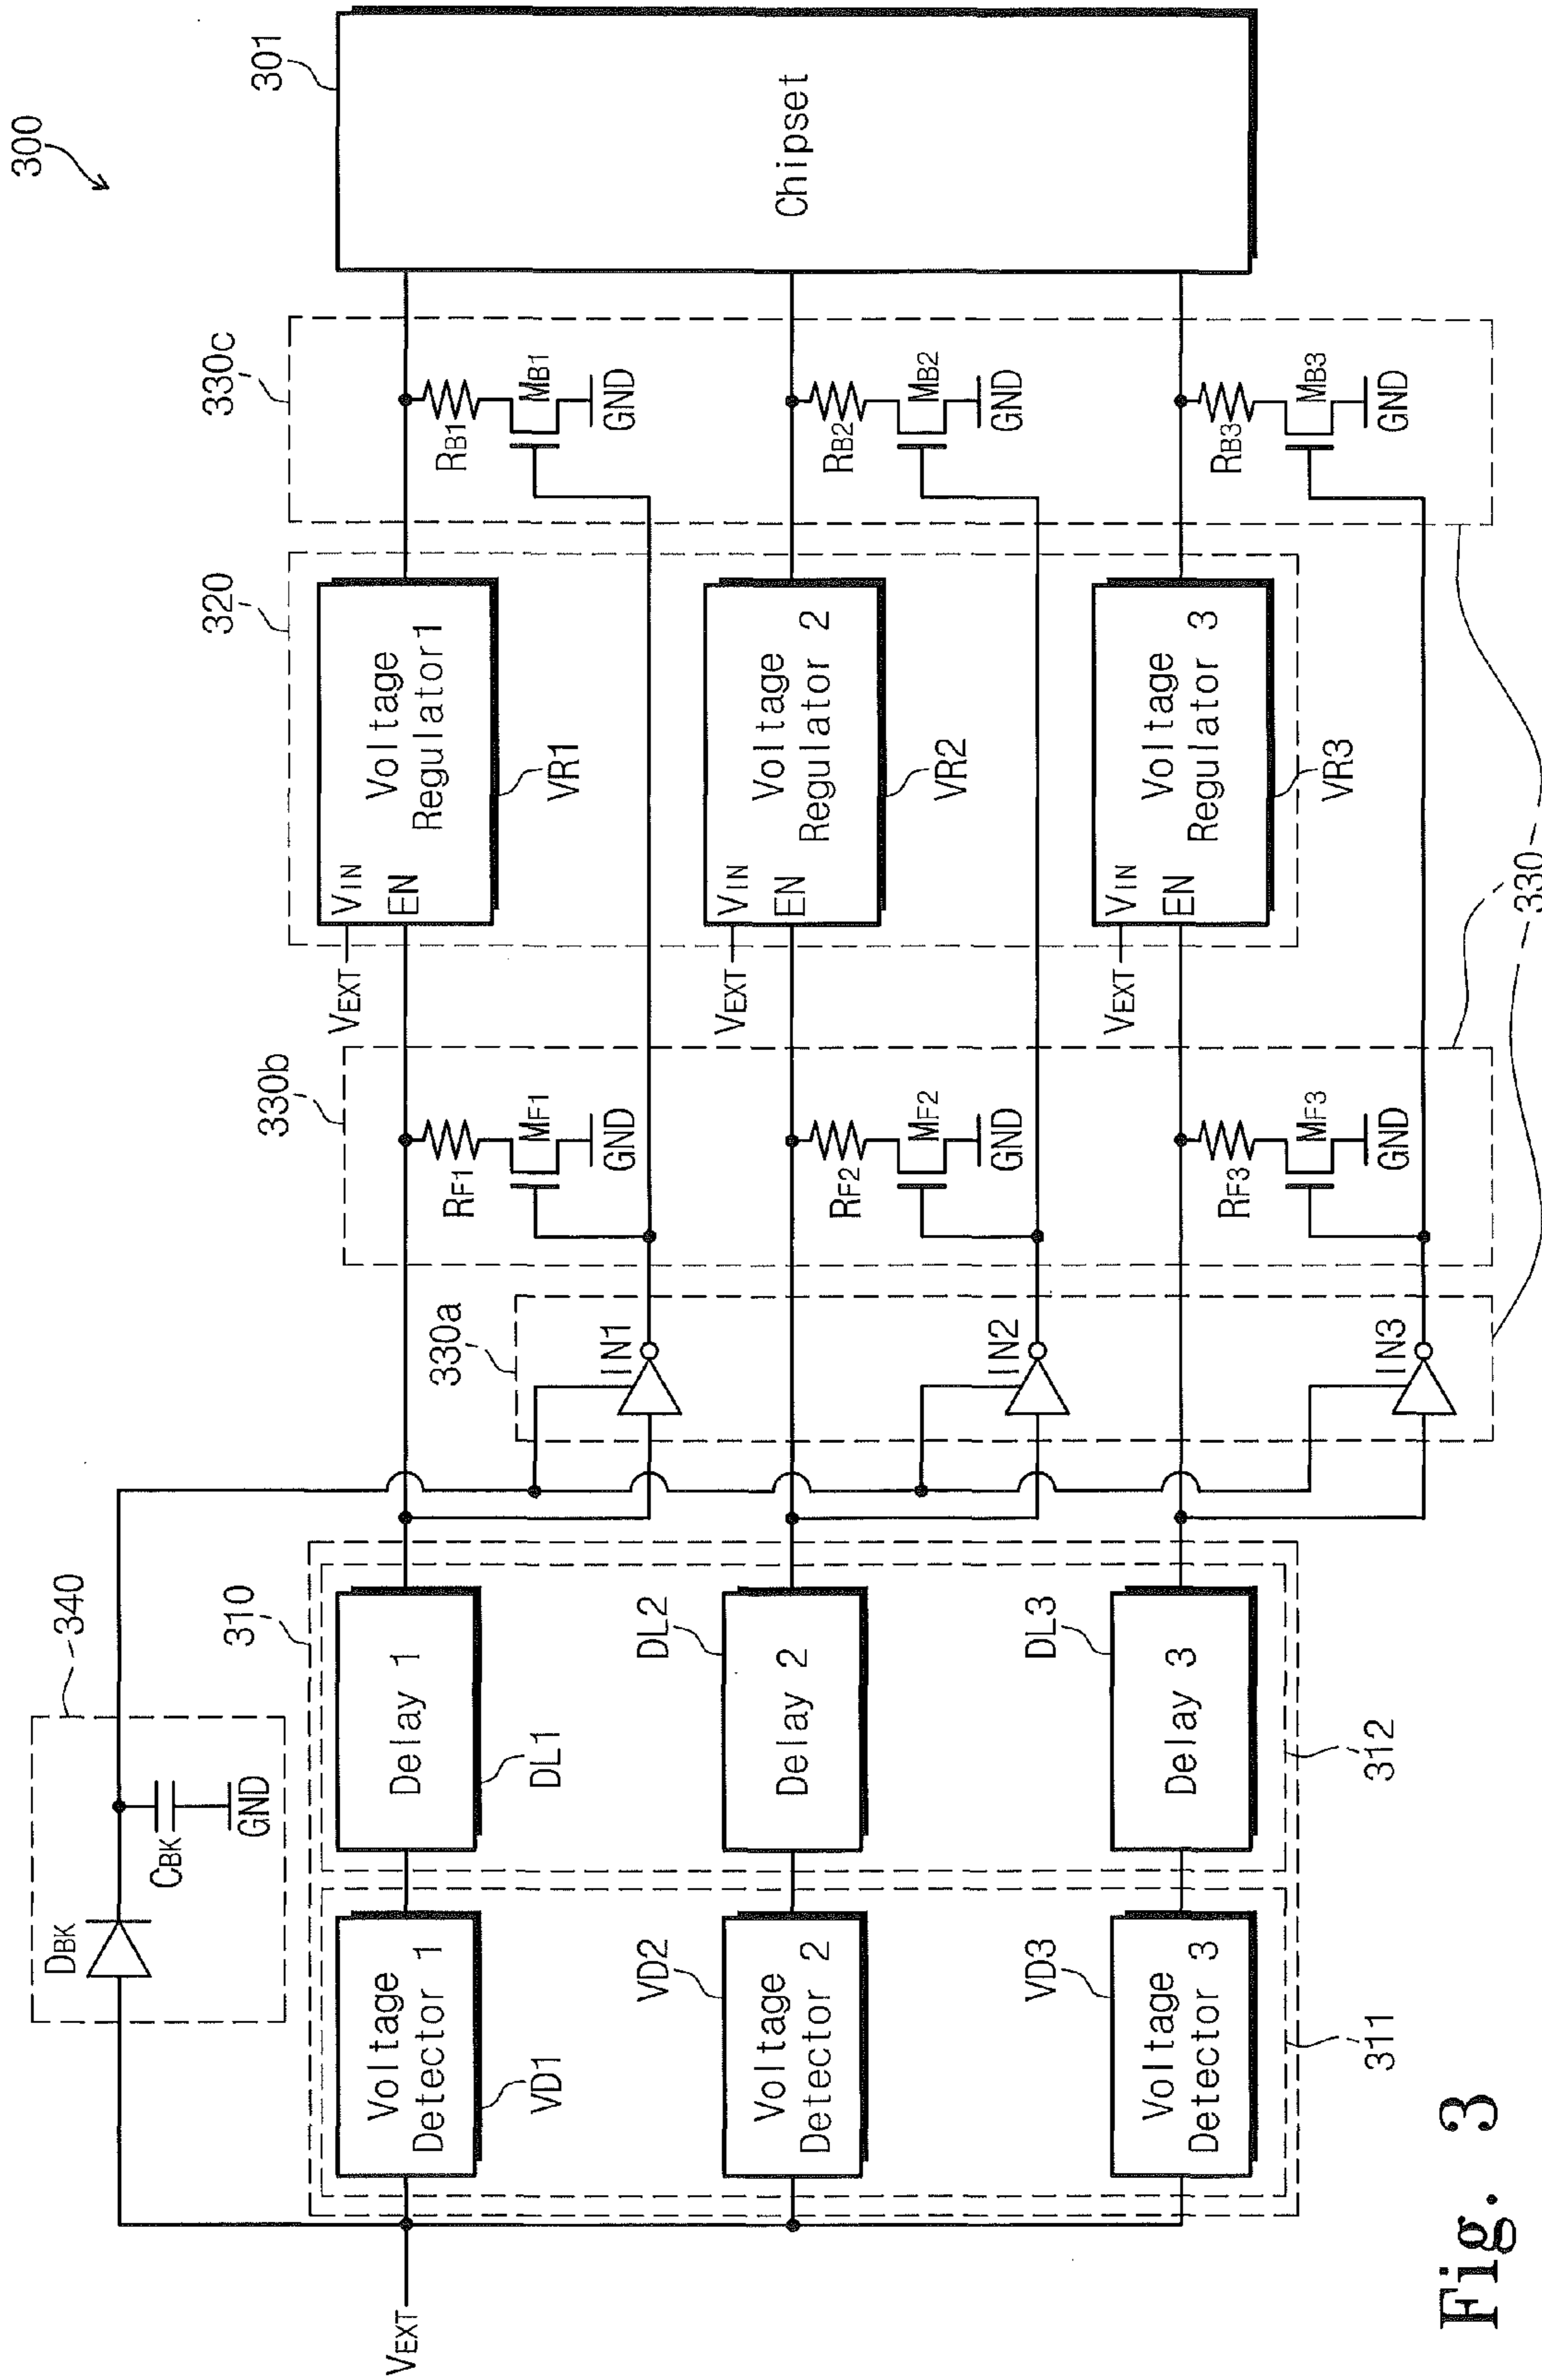 300
301
Chipset
330c
RB1
MB1
GND
RB2
MB2
GND
RB3
MB3
GND
320
Voltage
Regulator1
VIN
EN
VEXT
VR1
Voltage
Regulator 2
VIN
EN
VEXT
VR2
Voltage
Regulator 3
VIN
EN
VEXT
VR3
330
330b
RF1
MF1
GND
RF2
MF2
GND
RF3
MF3
GND
330a
IN1
IN2
IN3
340
DBK
CBK
GND
310
Delay 1
DL1
Delay 2
DL2
Delay 3
DL3
312
Voltage
Detector 1
VD1
Voltage
Detector 2
VD2
Voltage
Detector 3
VD3
311
VEXT
Fig. 3